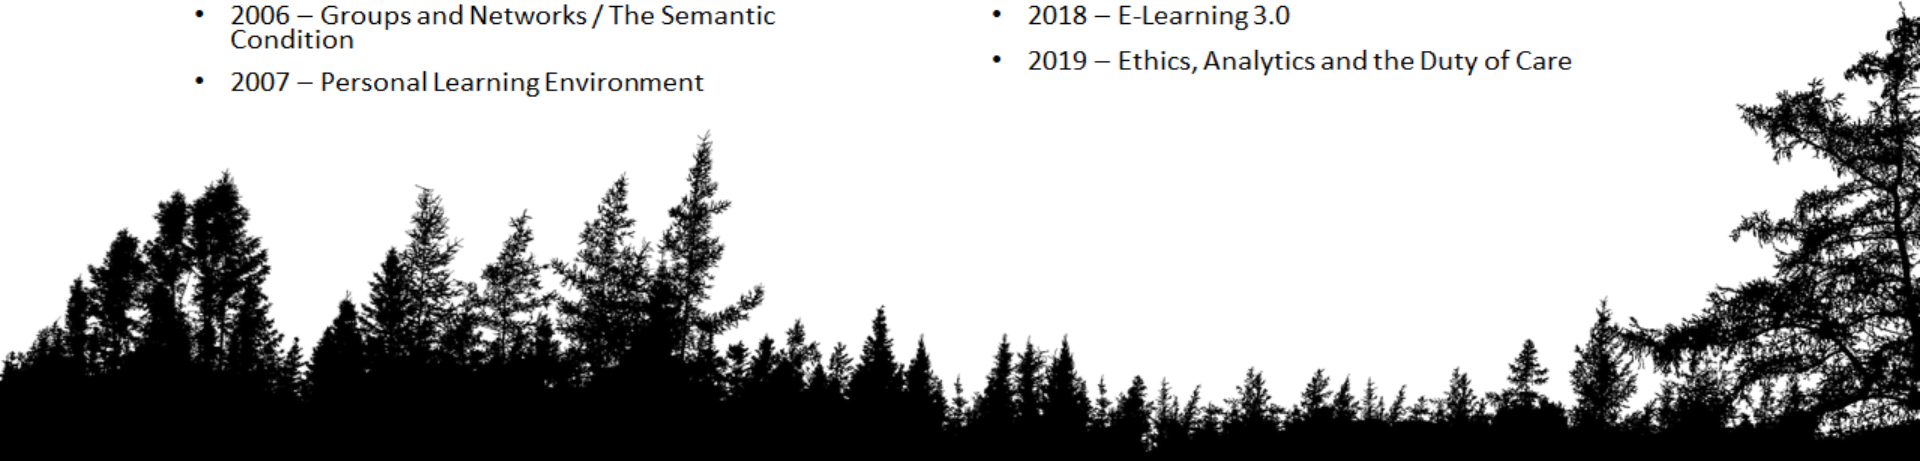 • 2006 – Groups and Networks / The Semantic
Condition
• 2007 – Personal Learning Environment
• 2018 – E-Learning 3.0
• 2019 – Ethics, Analytics and the Duty of Care